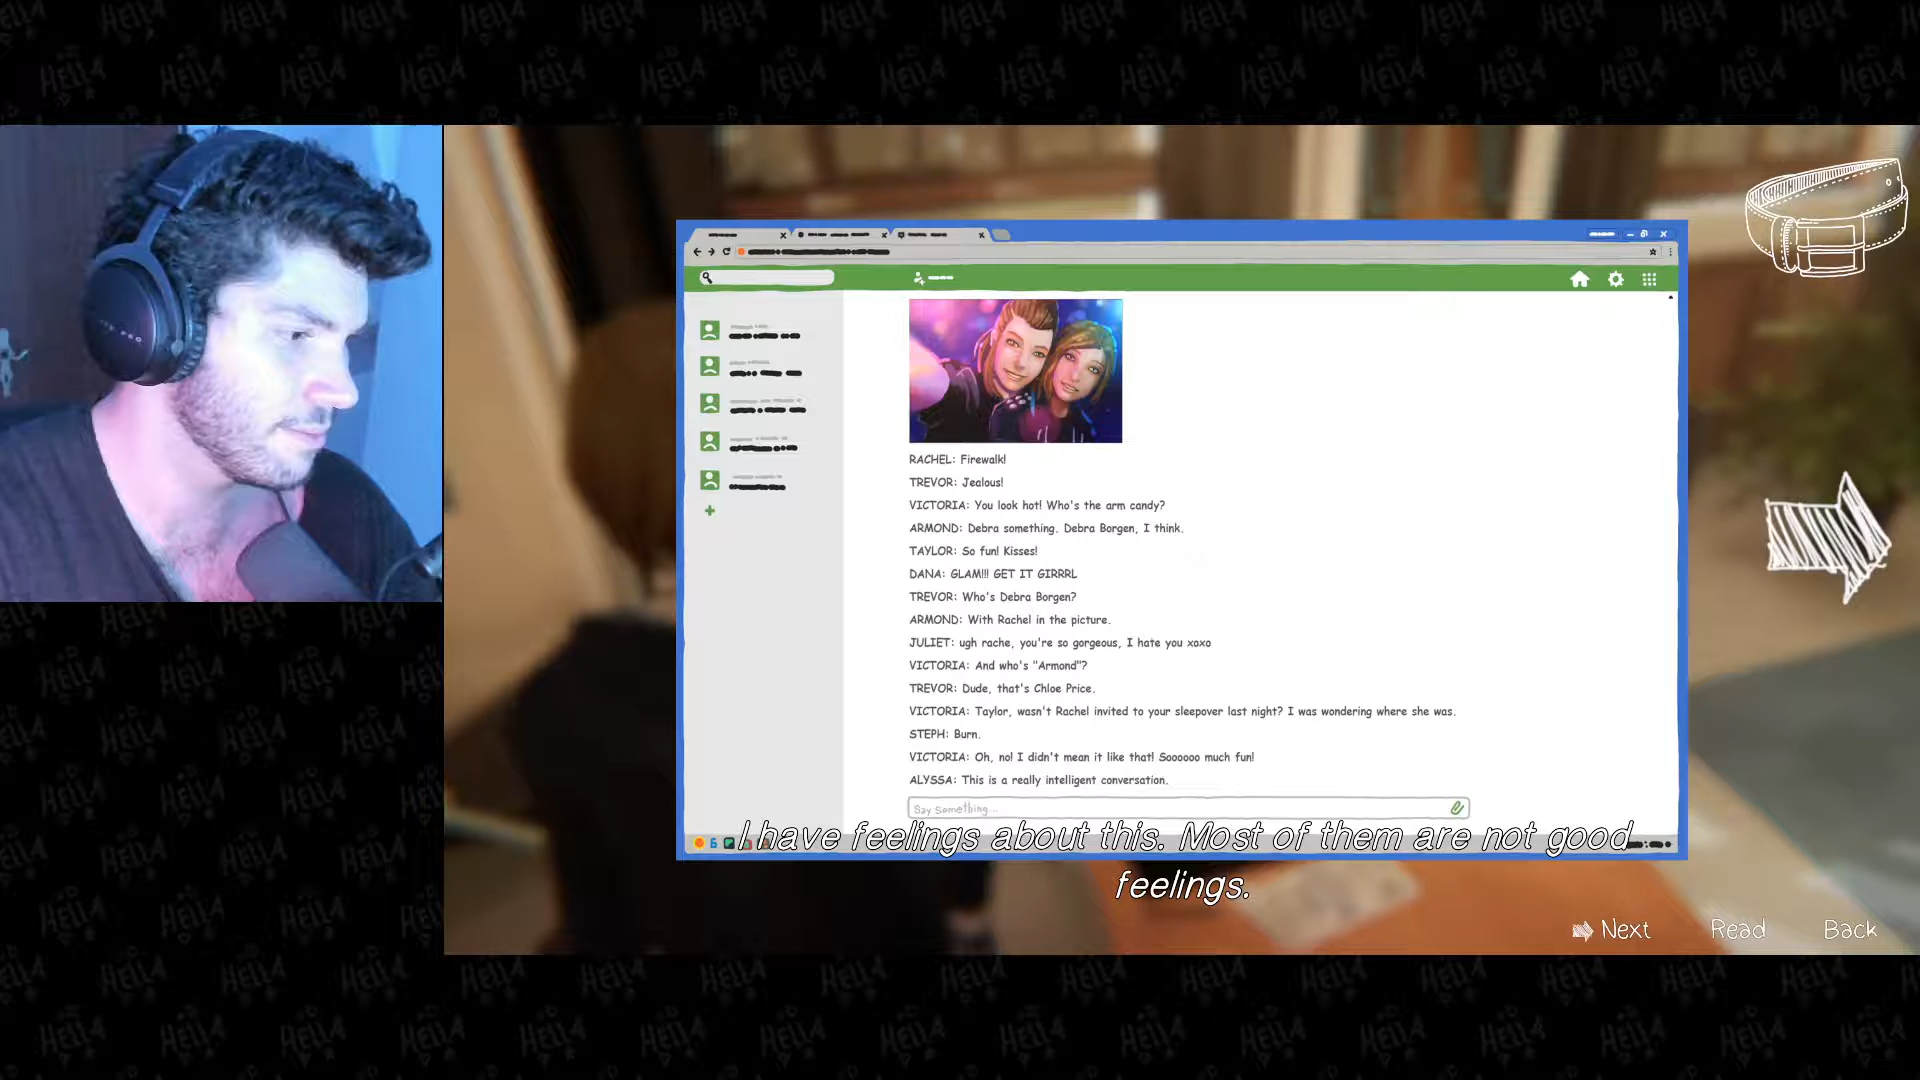 RACHEL: Firewalk!
TREVOR: Jealous!
VICTORIA: You look hot! Who's the arm candy?
ARMOND: Debra something. Debra Borgen, I think.
TAYLOR: So fun! Kisses!
DANA: GLAM!!! GET IT GIRRRL
TREVOR: Who's Debra Borgen?
ARMOND: With Rachel in the picture.
JULIET: ugh rache, you're so gorgeous, I hate you xoxo
VICTORIA: And who's "Armond"?
TREVOR: Dude, that's Chloe Price.
VICTORIA: Taylor, wasn't Rachel invited to your sleepover last night? I was wondering where she was.
STEPH: Burn.
VICTORIA: Oh, no! I didn't mean it like that! Soooooo much fun!
ALYSSA: This is a really intelligent conversation.
Say Something...
I have feelings about this. Most of them are not good
feelings.
Next Read Back